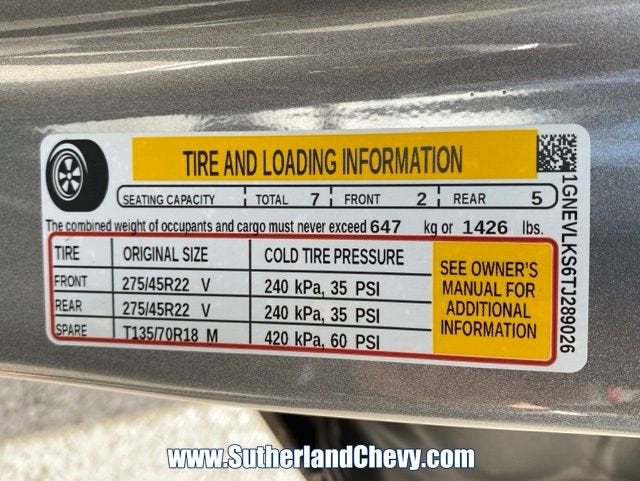 TIRE AND LOADING INFORMATION
SEATING CAPACITY TOTAL 7 FRONT 2 REAR 5
The combined weight of occupants and cargo must never exceed 647 kg or 1426 lbs.
TIRE ORIGINAL SIZE COLD TIRE PRESSURE
FRONT 275/45R22 V 240 kPa, 35 PSI
REAR 275/45R22 V 240 kPa, 35 PSI
SPARE T135/70R18 M 420 kPa, 60 PSI
SEE OWNER'S
MANUAL FOR
ADDITIONAL
INFORMATION
1GNEVLKS6TJ289026
www.SutherlandChevy.com